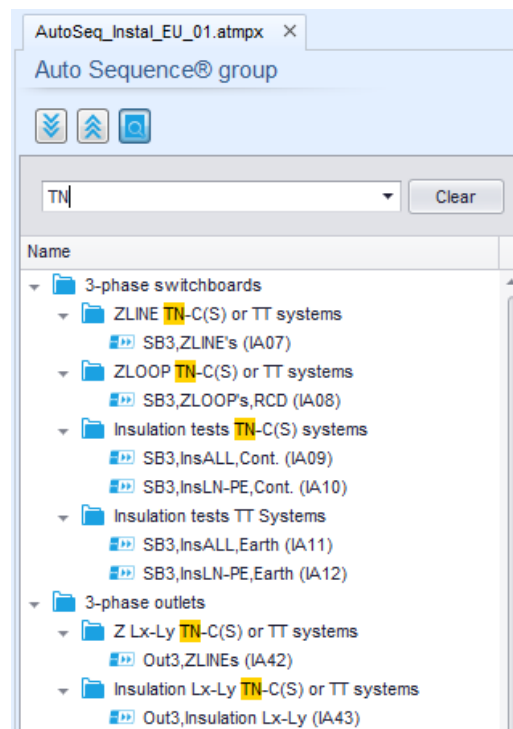 AutoSeq_Instal_EU_01.atmpx
Auto Sequence® group
TN
Clear
Name
3-phase switchboards
ZLINE TN-C(S) or TT systems
SB3,ZLINE's (IA07)
ZLOOP TN-C(S) or TT systems
SB3,ZLOOP's,RCD (IA08)
Insulation tests TN-C(S) systems
SB3,InsALL,Cont. (IA09)
SB3,InsLN-PE,Cont. (IA10)
Insulation tests TT Systems
SB3,InsALL,Earth (IA11)
SB3,InsLN-PE,Earth (IA12)
3-phase outlets
Z Lx-Ly TN-C(S) or TT systems
Out3,ZLINEs (IA42)
Insulation Lx-Ly TN-C(S) or TT systems
Out3,Insulation Lx-Ly (IA43)